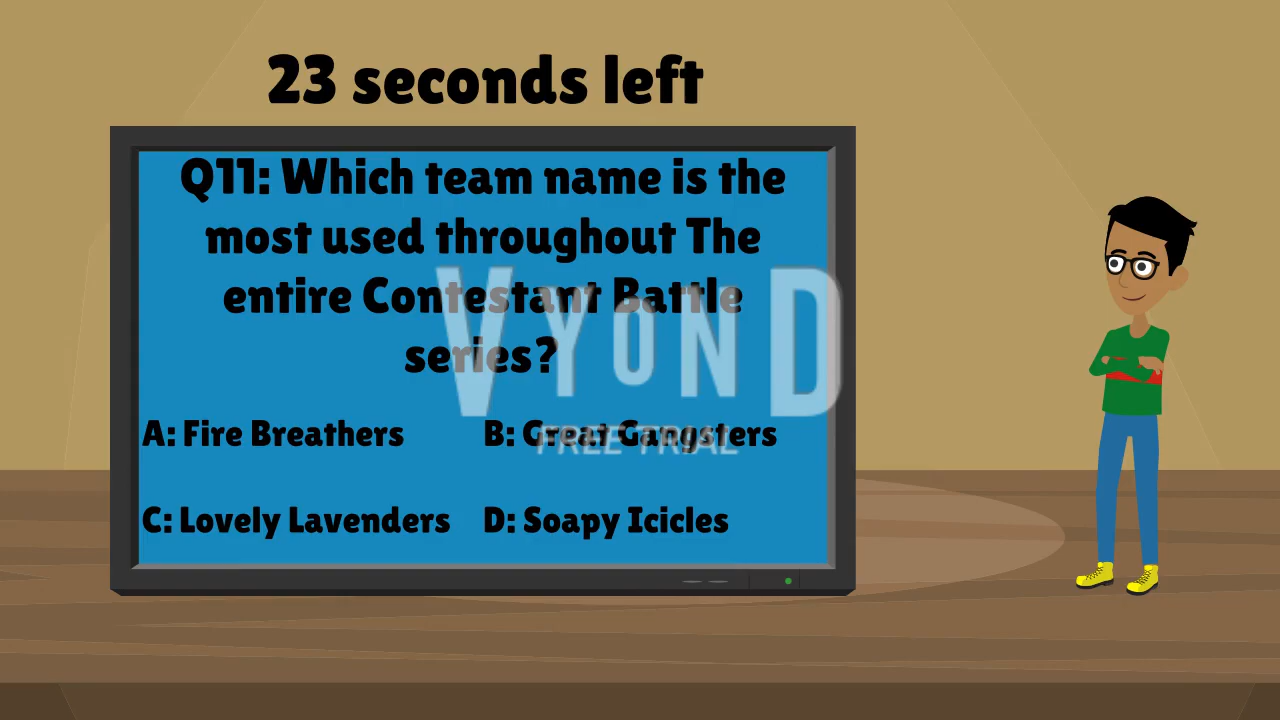 23 seconds left
Q11: Which team name is the
most used throughout The
entire Contestant Battle
series?
A: Fire Breathers
B: Great Gangsters
C: Lovely Lavenders
D: Soapy Icicles
VYOND
FREE TRIAL